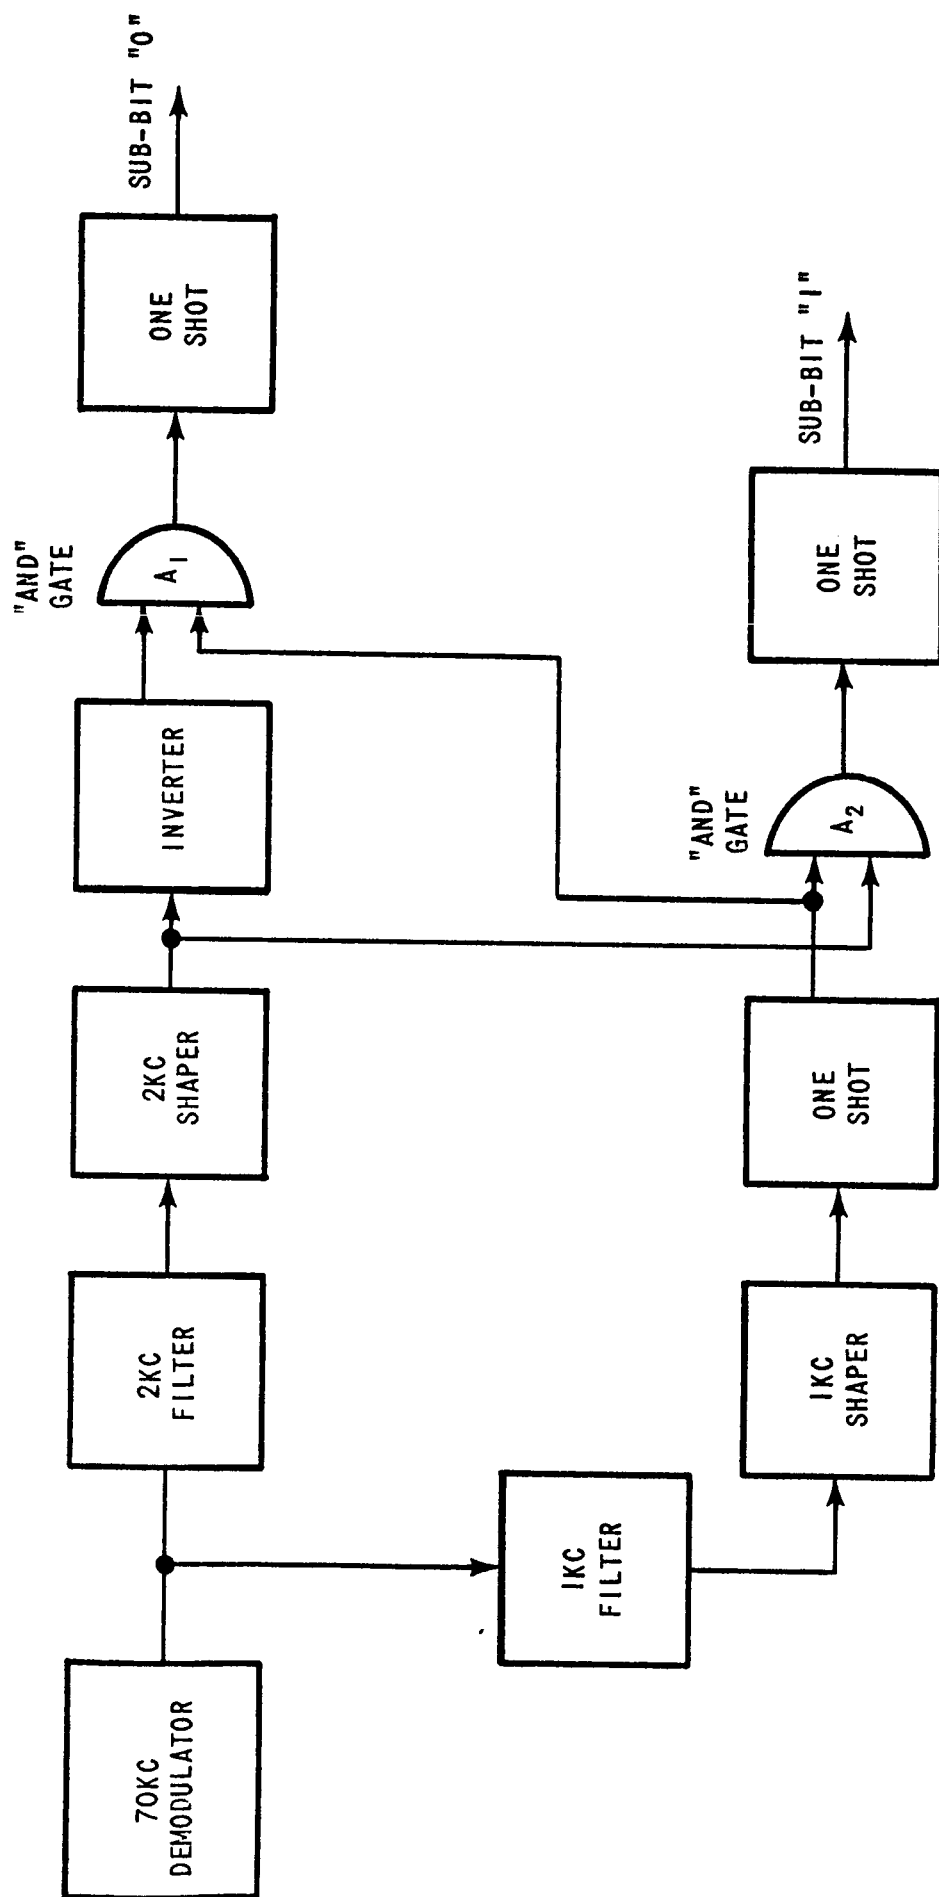 70KC
DEMODULATOR
2KC
FILTER
2KC
SHAPER
INVERTER
"AND"
GATE
A1
ONE
SHOT
SUB-BIT "0"
1KC
FILTER
1KC
SHAPER
ONE
SHOT
"AND"
GATE
A2
ONE
SHOT
SUB-BIT "1"